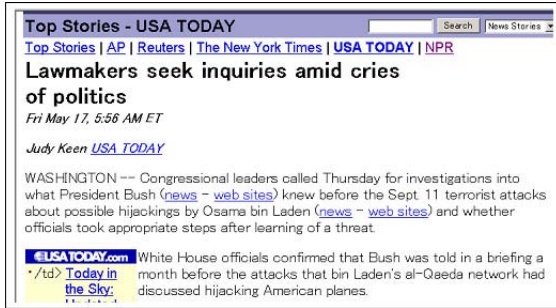 Top Stories - USA TODAY
Search
News Stories
Top Stories | AP | Reuters | The New York Times | USA TODAY | NPR
Lawmakers seek inquiries amid cries
of politics
Fri May 17, 5:56 AM ET
Judy Keen USA TODAY
WASHINGTON -- Congressional leaders called Thursday for investigations into
what President Bush (news - web sites) knew before the Sept. 11 terrorist attacks
about possible hijackings by Osama bin Laden (news - web sites) and whether
officials took appropriate steps after learning of a threat.
USATODAY.com
·/td> Today in
the Sky:
White House officials confirmed that Bush was told in a briefing a
month before the attacks that bin Laden's al-Qaeda network had
discussed hijacking American planes.